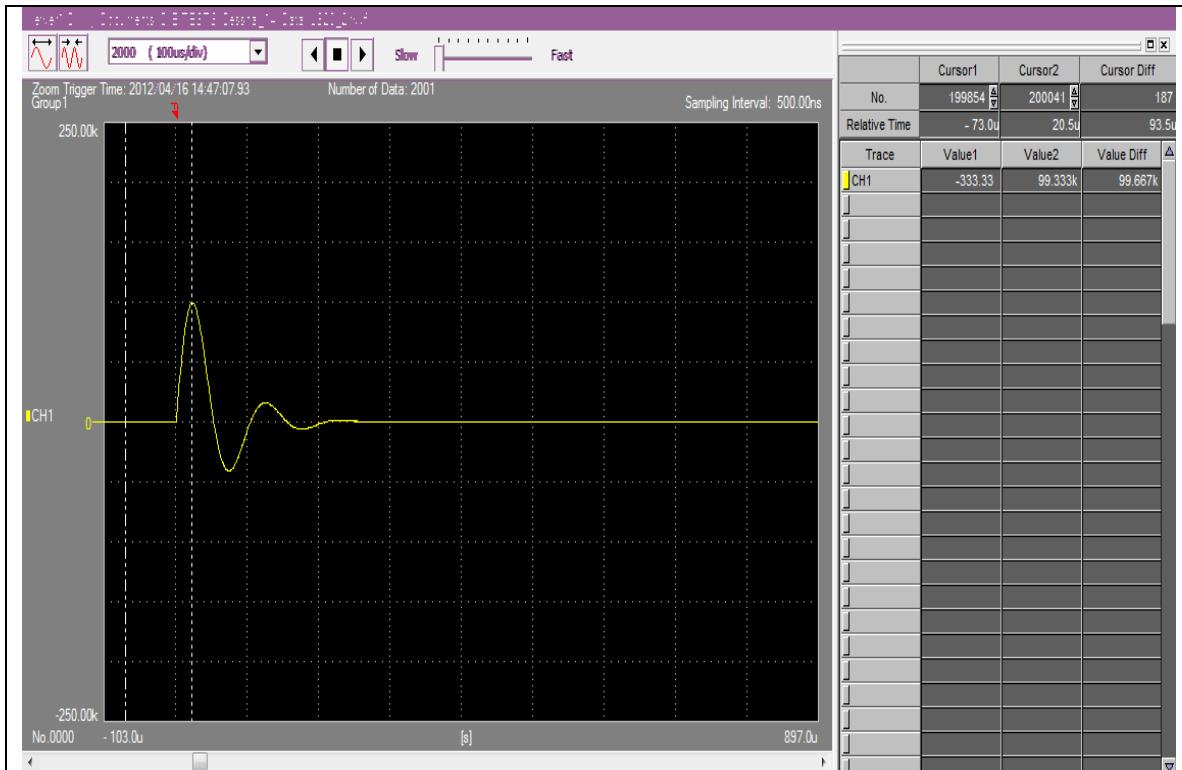 2000 ( 100us/div)
Slow
Fast
Zoom Trigger Time: 2012/04/16 14:47:07.93
Number of Data: 2001
Group1
Sampling Interval: 500.00ns
250.00k
CH1
0
-250.00k
No.0000
- 103.0u
[s]
897.0u
Cursor1 Cursor2 Cursor Diff
No. 199854 200041 187
Relative Time - 73.0u 20.5u 93.5u
Trace Value1 Value2 Value Diff
CH1 -333.33 99.333k 99.667k